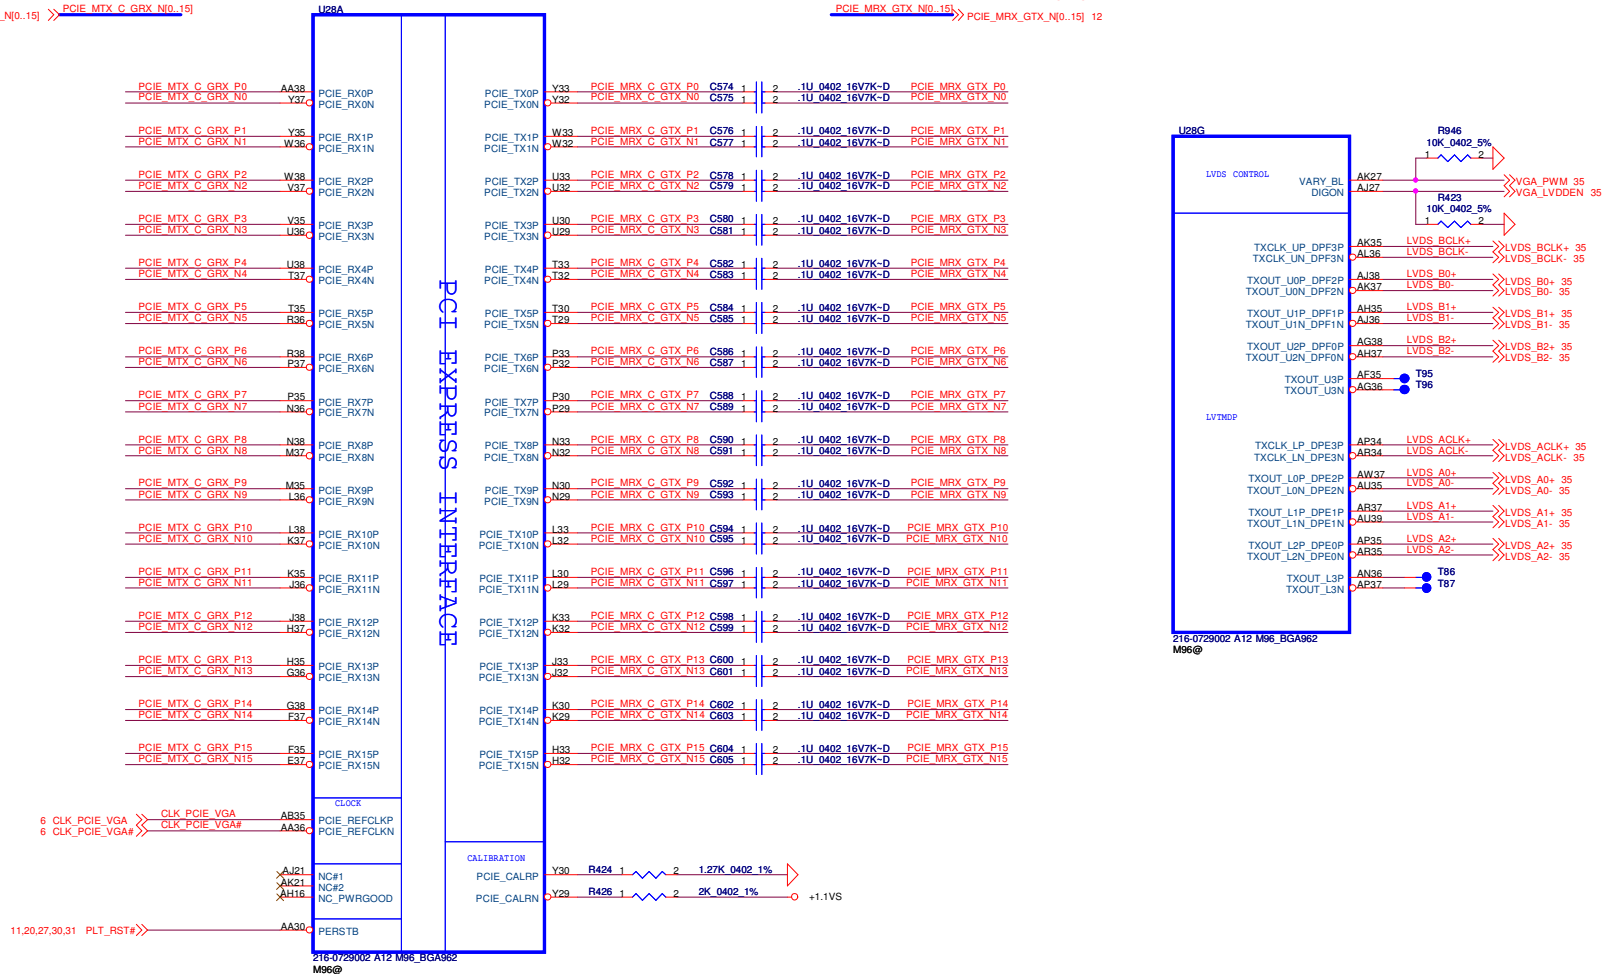 _N[0..15] PCIE_MTX_C_GRX_N[0..15]
PCIE_MRX_GTX_N[0..15] PCIE_MRX_GTX_N[0..15] 12
U28A
PCIE_MTX_C_GRX_P0 AA38 PCIE_RX0P PCIE_TX0P Y33 PCIE_MRX_C_GTX_P0 C574 1 2 .1U_0402_16V7K~D PCIE_MRX_GTX_P0
PCIE_MTX_C_GRX_N0 Y37 PCIE_RX0N PCIE_TX0N Y32 PCIE_MRX_C_GTX_N0 C575 1 2 .1U_0402_16V7K~D PCIE_MRX_GTX_N0
PCIE_MTX_C_GRX_P1 Y35 PCIE_RX1P PCIE_TX1P W33 PCIE_MRX_C_GTX_P1 C576 1 2 .1U_0402_16V7K~D PCIE_MRX_GTX_P1
PCIE_MTX_C_GRX_N1 W36 PCIE_RX1N PCIE_TX1N W32 PCIE_MRX_C_GTX_N1 C577 1 2 .1U_0402_16V7K~D PCIE_MRX_GTX_N1
PCIE_MTX_C_GRX_P2 W38 PCIE_RX2P PCIE_TX2P U33 PCIE_MRX_C_GTX_P2 C578 1 2 .1U_0402_16V7K~D PCIE_MRX_GTX_P2
PCIE_MTX_C_GRX_N2 V37 PCIE_RX2N PCIE_TX2N U32 PCIE_MRX_C_GTX_N2 C579 1 2 .1U_0402_16V7K~D PCIE_MRX_GTX_N2
PCIE_MTX_C_GRX_P3 V35 PCIE_RX3P PCIE_TX3P U30 PCIE_MRX_C_GTX_P3 C580 1 2 .1U_0402_16V7K~D PCIE_MRX_GTX_P3
PCIE_MTX_C_GRX_N3 U36 PCIE_RX3N PCIE_TX3N U29 PCIE_MRX_C_GTX_N3 C581 1 2 .1U_0402_16V7K~D PCIE_MRX_GTX_N3
PCIE_MTX_C_GRX_P4 U38 PCIE_RX4P PCIE_TX4P T33 PCIE_MRX_C_GTX_P4 C582 1 2 .1U_0402_16V7K~D PCIE_MRX_GTX_P4
PCIE_MTX_C_GRX_N4 T37 PCIE_RX4N PCIE_TX4N T32 PCIE_MRX_C_GTX_N4 C583 1 2 .1U_0402_16V7K~D PCIE_MRX_GTX_N4
PCIE_MTX_C_GRX_P5 T35 PCIE_RX5P PCIE_TX5P T30 PCIE_MRX_C_GTX_P5 C584 1 2 .1U_0402_16V7K~D PCIE_MRX_GTX_P5
PCIE_MTX_C_GRX_N5 R36 PCIE_RX5N PCIE_TX5N T29 PCIE_MRX_C_GTX_N5 C585 1 2 .1U_0402_16V7K~D PCIE_MRX_GTX_N5
PCIE_MTX_C_GRX_P6 R38 PCIE_RX6P PCIE_TX6P P33 PCIE_MRX_C_GTX_P6 C586 1 2 .1U_0402_16V7K~D PCIE_MRX_GTX_P6
PCIE_MTX_C_GRX_N6 P37 PCIE_RX6N PCIE_TX6N P32 PCIE_MRX_C_GTX_N6 C587 1 2 .1U_0402_16V7K~D PCIE_MRX_GTX_N6
PCIE_MTX_C_GRX_P7 P35 PCIE_RX7P PCIE_TX7P P30 PCIE_MRX_C_GTX_P7 C588 1 2 .1U_0402_16V7K~D PCIE_MRX_GTX_P7
PCIE_MTX_C_GRX_N7 N36 PCIE_RX7N PCIE_TX7N P29 PCIE_MRX_C_GTX_N7 C589 1 2 .1U_0402_16V7K~D PCIE_MRX_GTX_N7
PCIE_MTX_C_GRX_P8 N38 PCIE_RX8P PCIE_TX8P N33 PCIE_MRX_C_GTX_P8 C590 1 2 .1U_0402_16V7K~D PCIE_MRX_GTX_P8
PCIE_MTX_C_GRX_N8 M37 PCIE_RX8N PCIE_TX8N N32 PCIE_MRX_C_GTX_N8 C591 1 2 .1U_0402_16V7K~D PCIE_MRX_GTX_N8
PCIE_MTX_C_GRX_P9 M35 PCIE_RX9P PCIE_TX9P N30 PCIE_MRX_C_GTX_P9 C592 1 2 .1U_0402_16V7K~D PCIE_MRX_GTX_P9
PCIE_MTX_C_GRX_N9 L36 PCIE_RX9N PCIE_TX9N N29 PCIE_MRX_C_GTX_N9 C593 1 2 .1U_0402_16V7K~D PCIE_MRX_GTX_N9
PCIE_MTX_C_GRX_P10 L38 PCIE_RX10P PCIE_TX10P L33 PCIE_MRX_C_GTX_P10 C594 1 2 .1U_0402_16V7K~D PCIE_MRX_GTX_P10
PCIE_MTX_C_GRX_N10 K37 PCIE_RX10N PCIE_TX10N L32 PCIE_MRX_C_GTX_N10 C595 1 2 .1U_0402_16V7K~D PCIE_MRX_GTX_N10
PCIE_MTX_C_GRX_P11 K35 PCIE_RX11P PCIE_TX11P L30 PCIE_MRX_C_GTX_P11 C596 1 2 .1U_0402_16V7K~D PCIE_MRX_GTX_P11
PCIE_MTX_C_GRX_N11 J36 PCIE_RX11N PCIE_TX11N L29 PCIE_MRX_C_GTX_N11 C597 1 2 .1U_0402_16V7K~D PCIE_MRX_GTX_N11
PCIE_MTX_C_GRX_P12 J38 PCIE_RX12P PCIE_TX12P K33 PCIE_MRX_C_GTX_P12 C598 1 2 .1U_0402_16V7K~D PCIE_MRX_GTX_P12
PCIE_MTX_C_GRX_N12 H37 PCIE_RX12N PCIE_TX12N K32 PCIE_MRX_C_GTX_N12 C599 1 2 .1U_0402_16V7K~D PCIE_MRX_GTX_N12
PCIE_MTX_C_GRX_P13 H35 PCIE_RX13P PCIE_TX13P J33 PCIE_MRX_C_GTX_P13 C600 1 2 .1U_0402_16V7K~D PCIE_MRX_GTX_P13
PCIE_MTX_C_GRX_N13 G36 PCIE_RX13N PCIE_TX13N J32 PCIE_MRX_C_GTX_N13 C601 1 2 .1U_0402_16V7K~D PCIE_MRX_GTX_N13
PCIE_MTX_C_GRX_P14 G38 PCIE_RX14P PCIE_TX14P K30 PCIE_MRX_C_GTX_P14 C602 1 2 .1U_0402_16V7K~D PCIE_MRX_GTX_P14
PCIE_MTX_C_GRX_N14 F37 PCIE_RX14N PCIE_TX14N K29 PCIE_MRX_C_GTX_N14 C603 1 2 .1U_0402_16V7K~D PCIE_MRX_GTX_N14
PCIE_MTX_C_GRX_P15 F35 PCIE_RX15P PCIE_TX15P H33 PCIE_MRX_C_GTX_P15 C604 1 2 .1U_0402_16V7K~D PCIE_MRX_GTX_P15
PCIE_MTX_C_GRX_N15 E37 PCIE_RX15N PCIE_TX15N H32 PCIE_MRX_C_GTX_N15 C605 1 2 .1U_0402_16V7K~D PCIE_MRX_GTX_N15
PCI EXPRESS INTERFACE
CLOCK
6 CLK_PCIE_VGA CLK_PCIE_VGA AB35 PCIE_REFCLKP
6 CLK_PCIE_VGA# CLK_PCIE_VGA# AA36 PCIE_REFCLKN
CALIBRATION
AJ21 NC#1 PCIE_CALRP Y30 R424 1 2 1.27K_0402_1%
AK21 NC#2
AH16 NC_PWRGOOD PCIE_CALRN Y29 R426 1 2 2K_0402_1% +1.1VS
11,20,27,30,31 PLT_RST# AA30 PERSTB
216-0729002 A12 M96_BGA962
M96@
U28G
R946
10K_0402_5%
1 2
LVDS CONTROL
VARY_BL AK27 VGA_PWM 35
DIGON AJ27 VGA_LVDDEN 35
R423
10K_0402_5%
1 2
TXCLK_UP_DPF3P AK35 LVDS_BCLK+ LVDS_BCLK+ 35
TXCLK_UN_DPF3N AL36 LVDS_BCLK- LVDS_BCLK- 35
TXOUT_U0P_DPF2P AJ38 LVDS_B0+ LVDS_B0+ 35
TXOUT_U0N_DPF2N AK37 LVDS_B0- LVDS_B0- 35
TXOUT_U1P_DPF1P AH35 LVDS_B1+ LVDS_B1+ 35
TXOUT_U1N_DPF1N AJ36 LVDS_B1- LVDS_B1- 35
TXOUT_U2P_DPF0P AG38 LVDS_B2+ LVDS_B2+ 35
TXOUT_U2N_DPF0N AH37 LVDS_B2- LVDS_B2- 35
TXOUT_U3P AF35 T95
TXOUT_U3N AG36 T96
LVTMDP
TXCLK_LP_DPE3P AP34 LVDS_ACLK+ LVDS_ACLK+ 35
TXCLK_LN_DPE3N AR34 LVDS_ACLK- LVDS_ACLK- 35
TXOUT_L0P_DPE2P AW37 LVDS_A0+ LVDS_A0+ 35
TXOUT_L0N_DPE2N AU35 LVDS_A0- LVDS_A0- 35
TXOUT_L1P_DPE1P AR37 LVDS_A1+ LVDS_A1+ 35
TXOUT_L1N_DPE1N AU39 LVDS_A1- LVDS_A1- 35
TXOUT_L2P_DPE0P AP35 LVDS_A2+ LVDS_A2+ 35
TXOUT_L2N_DPE0N AR35 LVDS_A2- LVDS_A2- 35
TXOUT_L3P AN36 T86
TXOUT_L3N AP37 T87
216-0729002 A12 M96_BGA962
M96@